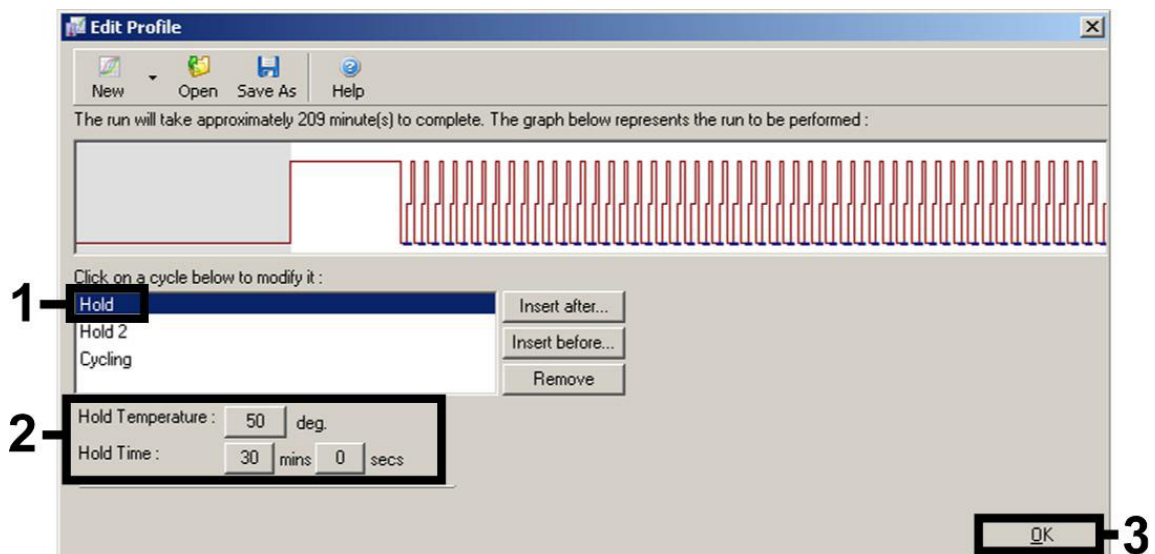 Edit Profile
New Open Save As Help
The run will take approximately 209 minute(s) to complete. The graph below represents the run to be performed :
Click on a cycle below to modify it :
1 Hold Insert after...
Hold 2 Insert before...
Cycling
Remove
2 Hold Temperature : 50 deg.
Hold Time : 30 mins 0 secs
OK 3